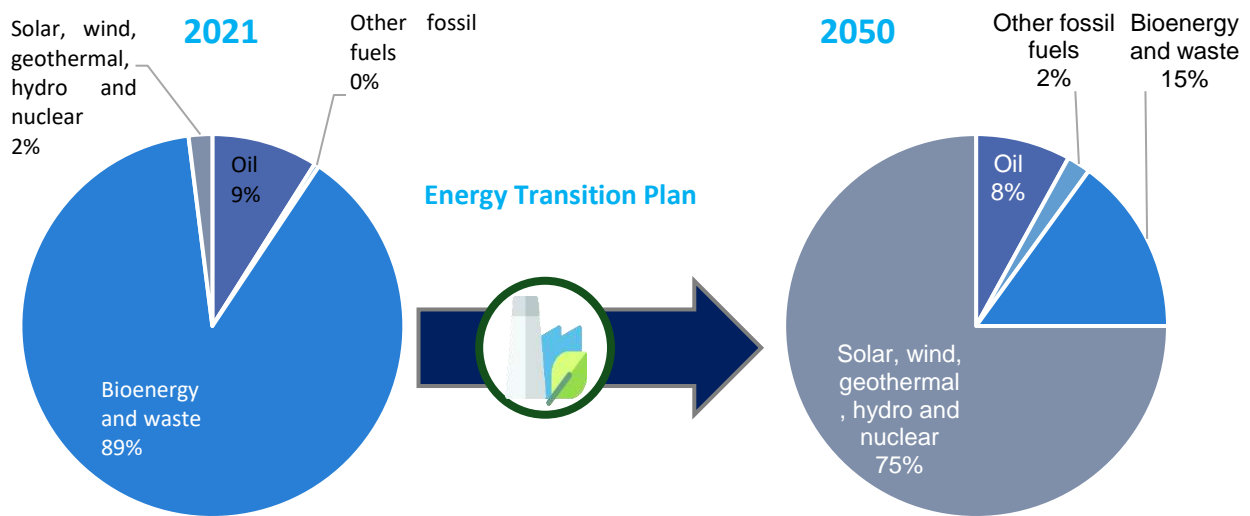 2021
Solar, wind,
geothermal,
hydro and
nuclear
2%
Other fossil
fuels
0%
Oil
9%
Bioenergy
and waste
89%
Energy Transition Plan
2050
Other fossil
fuels
2%
Bioenergy
and waste
15%
Oil
8%
Solar, wind,
geothermal
, hydro and
nuclear
75%